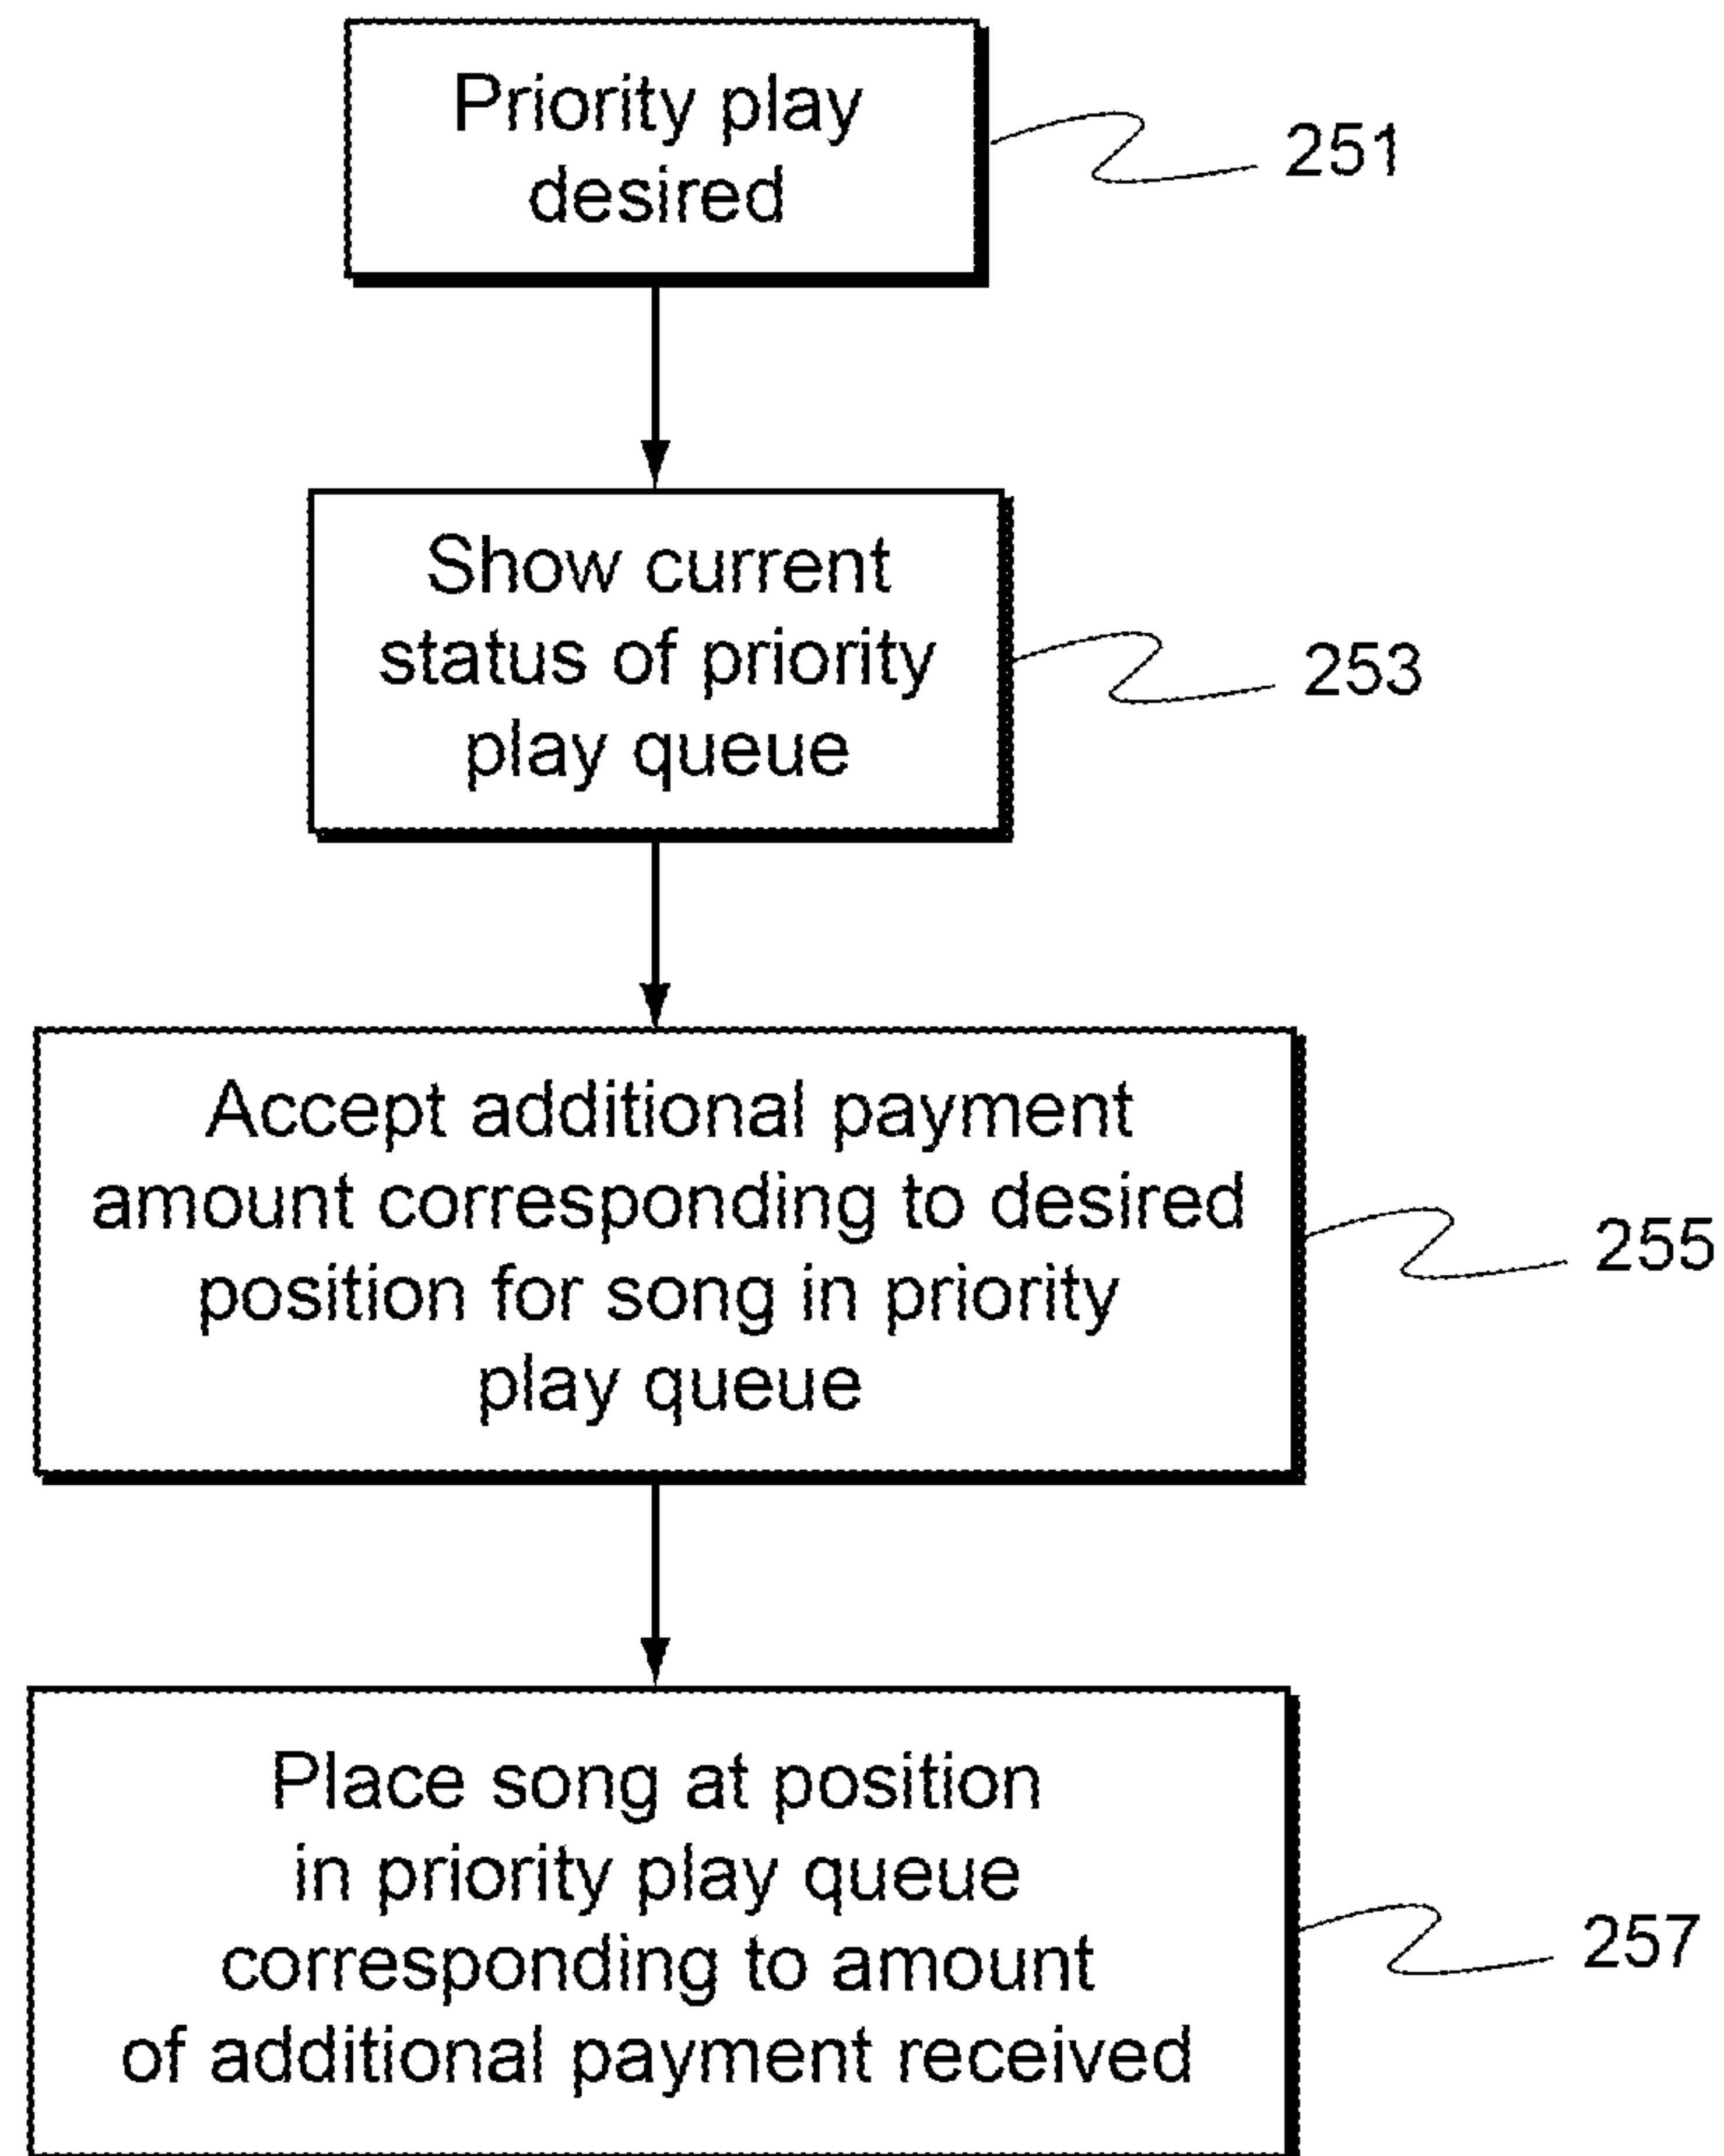 Priority play
desired
251
Show current
status of priority
play queue
253
Accept additional payment
amount corresponding to desired
position for song in priority
play queue
255
Place song at position
in priority play queue
corresponding to amount
of additional payment received
257